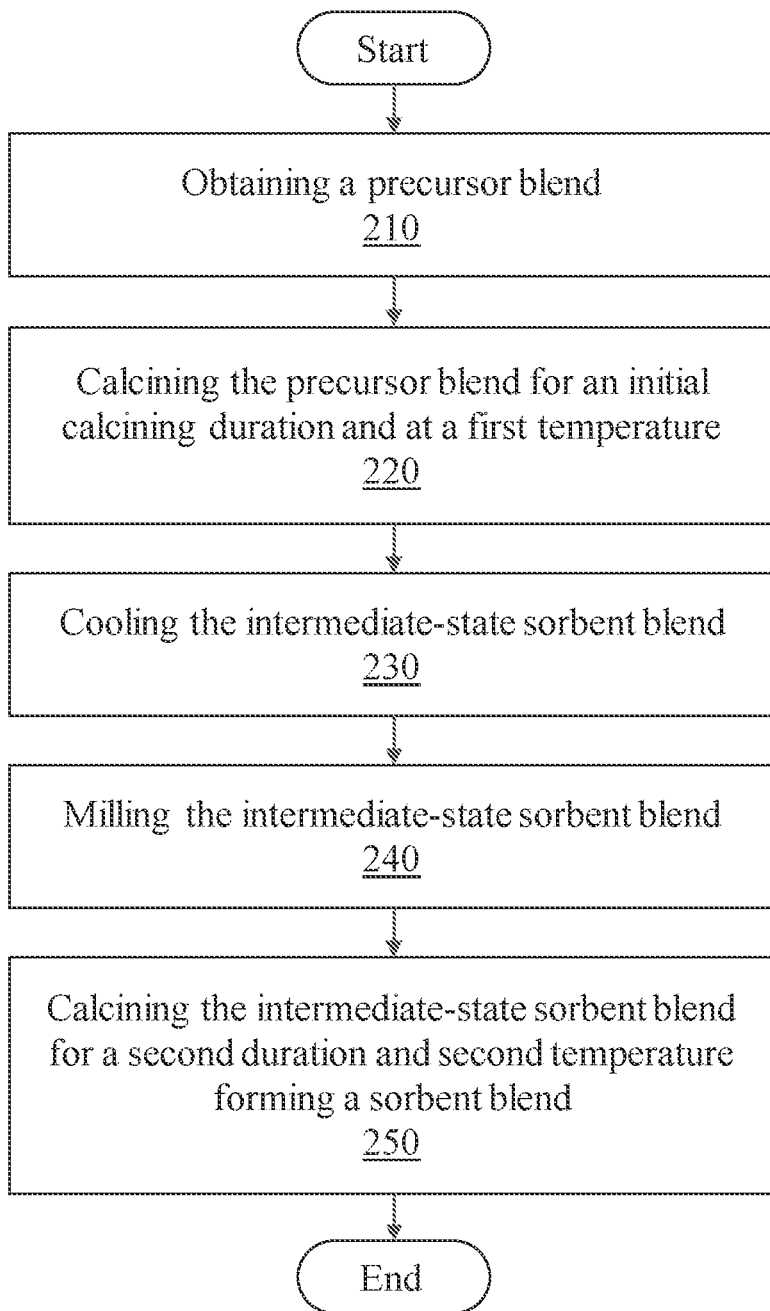 Start
Obtaining a precursor blend
210
Calcining the precursor blend for an initial
calcining duration and at a first temperature
220
Cooling the intermediate-state sorbent blend
230
Milling the intermediate-state sorbent blend
240
Calcining the intermediate-state sorbent blend
for a second duration and second temperature
forming a sorbent blend
250
End